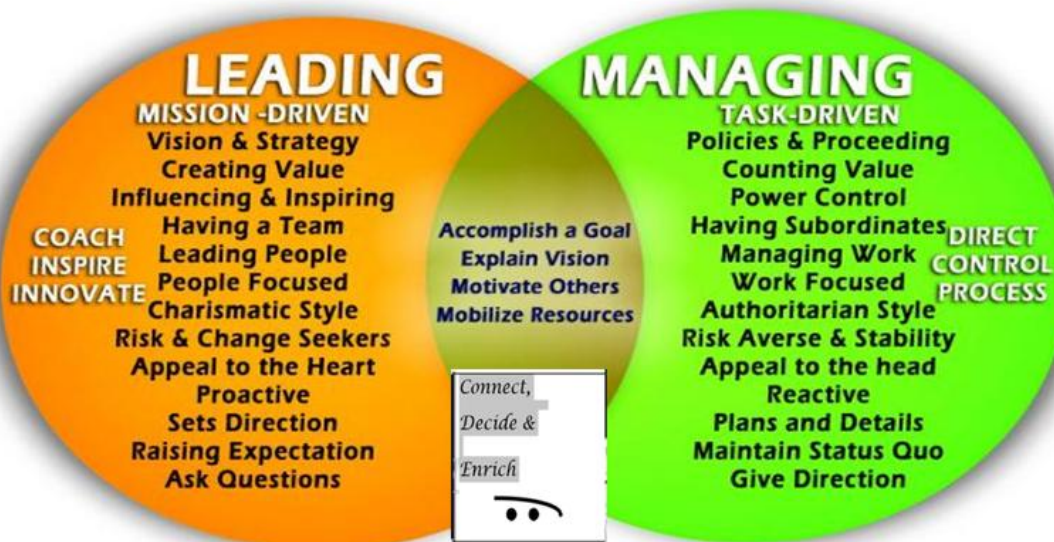 LEADING
MISSION -DRIVEN
Vision & Strategy
Creating Value
Influencing & Inspiring
Having a Team
Leading People
People Focused
Charismatic Style
Risk & Change Seekers
Appeal to the Heart
Proactive
Sets Direction
Raising Expectation
Ask Questions
COACH
INSPIRE
INNOVATE
Accomplish a Goal
Explain Vision
Motivate Others
Mobilize Resources
Connect,
Decide &
Enrich
MANAGING
TASK-DRIVEN
Policies & Proceeding
Counting Value
Power Control
Having Subordinates
Managing Work
Work Focused
Authoritarian Style
Risk Averse & Stability
Appeal to the head
Reactive
Plans and Details
Maintain Status Quo
Give Direction
DIRECT
CONTROL
PROCESS